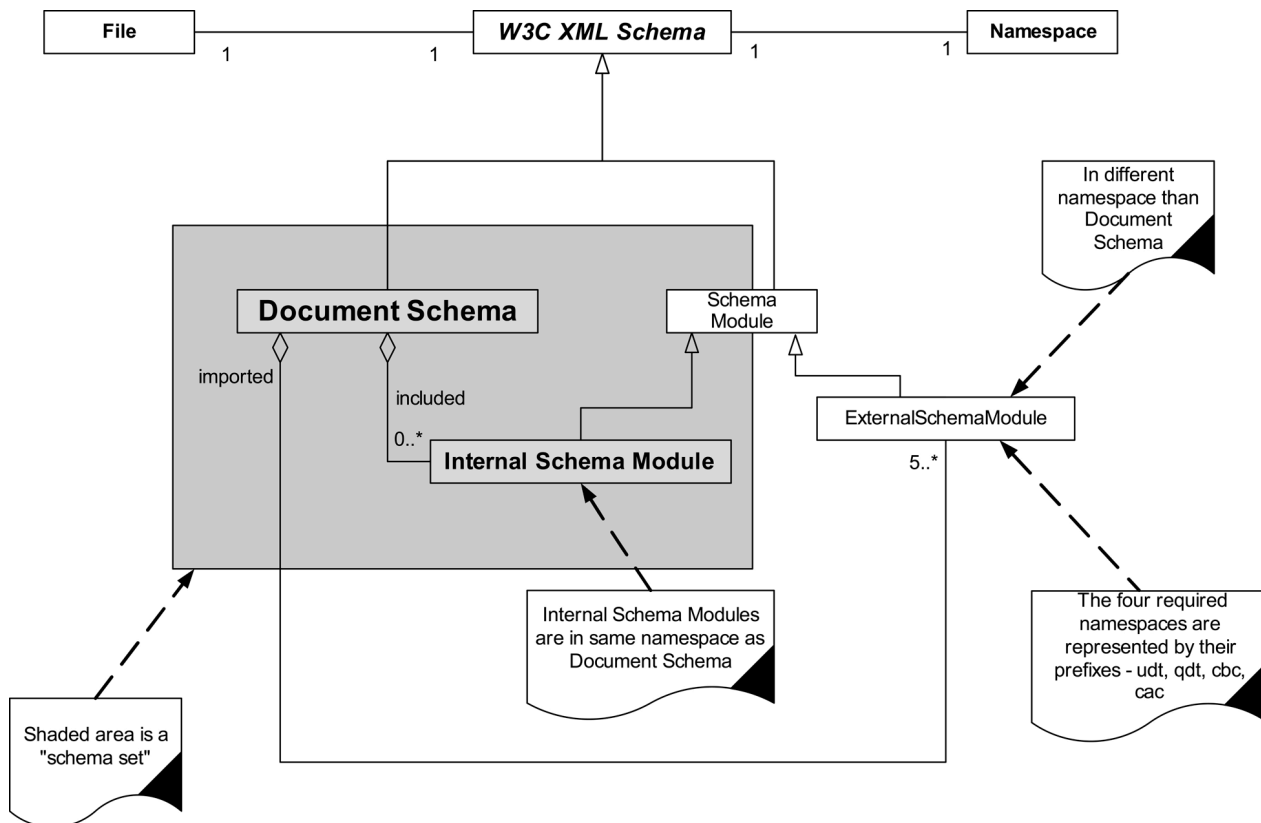 File
W3C XML Schema
Namespace
1
1
1
1
In different
namespace than
Document
Schema
Document Schema
Schema
Module
imported
included
ExternalSchemaModule
0..*
Internal Schema Module
5..*
Internal Schema Modules
are in same namespace as
Document Schema
The four required
namespaces are
represented by their
prefixes - udt, qdt, cbc,
cac
Shaded area is a
"schema set"